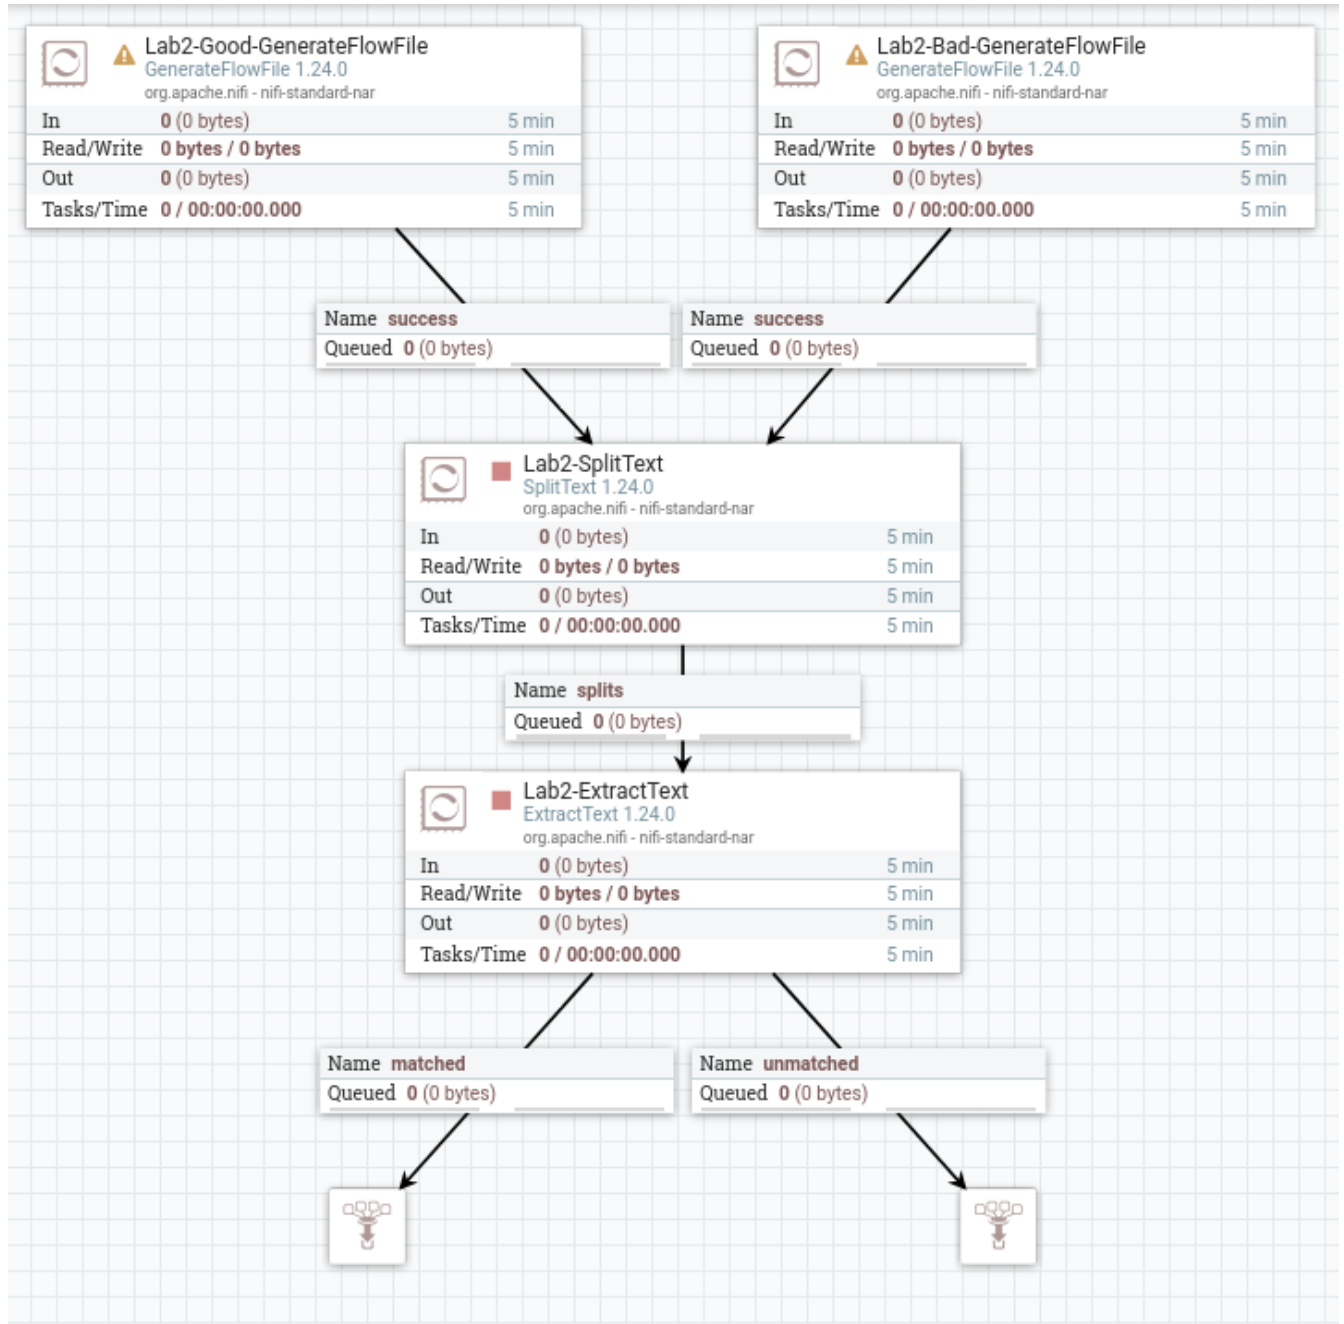 Lab2-Good-GenerateFlowFile
GenerateFlowFile 1.24.0
org.apache.nifi - nifi-standard-nar
In 0 (0 bytes) 5 min
Read/Write 0 bytes / 0 bytes 5 min
Out 0 (0 bytes) 5 min
Tasks/Time 0 / 00:00:00.000 5 min
Lab2-Bad-GenerateFlowFile
GenerateFlowFile 1.24.0
org.apache.nifi - nifi-standard-nar
In 0 (0 bytes) 5 min
Read/Write 0 bytes / 0 bytes 5 min
Out 0 (0 bytes) 5 min
Tasks/Time 0 / 00:00:00.000 5 min
Name success
Queued 0 (0 bytes)
Name success
Queued 0 (0 bytes)
Lab2-SplitText
SplitText 1.24.0
org.apache.nifi - nifi-standard-nar
In 0 (0 bytes) 5 min
Read/Write 0 bytes / 0 bytes 5 min
Out 0 (0 bytes) 5 min
Tasks/Time 0 / 00:00:00.000 5 min
Name splits
Queued 0 (0 bytes)
Lab2-ExtractText
ExtractText 1.24.0
org.apache.nifi - nifi-standard-nar
In 0 (0 bytes) 5 min
Read/Write 0 bytes / 0 bytes 5 min
Out 0 (0 bytes) 5 min
Tasks/Time 0 / 00:00:00.000 5 min
Name matched
Queued 0 (0 bytes)
Name unmatched
Queued 0 (0 bytes)